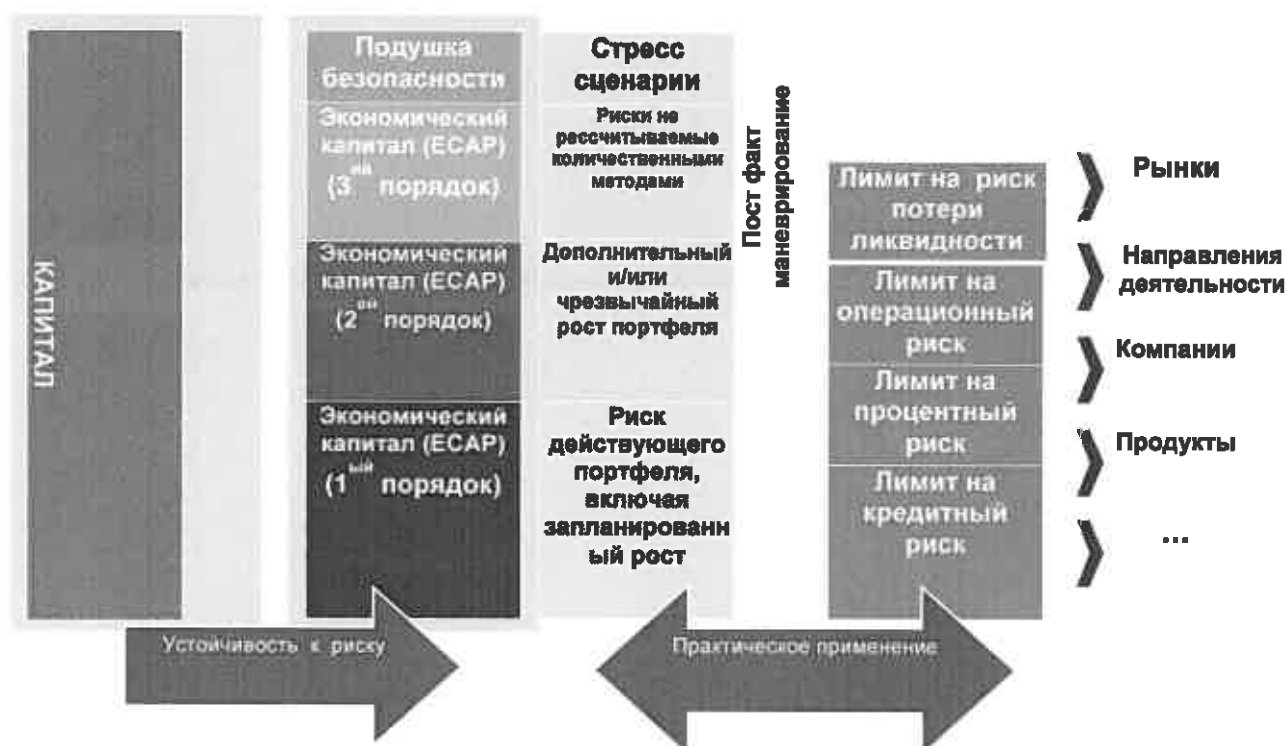 КАПИТАЛ
Подушка
безопасности
Экономический
капитал (ECAP)
(3ий порядок)
Экономический
капитал (ECAP)
(2ой порядок)
Экономический
капитал (ECAP)
(1ый порядок)
Стресс
сценарии
Риски не
рассчитываемые
количественными
методами
Дополнительный
и/или
чрезвычайный
рост портфеля
Риск
действующего
портфеля,
включая
запланированн
ый рост
Пост факт
маневрирование
Лимит на риск
потери
ликвидности
Лимит на
операционный
риск
Лимит на
процентный
риск
Лимит на
кредитный
риск
Рынки
Направления
деятельности
Компании
Продукты
...
Устойчивость к риску
Практическое применение